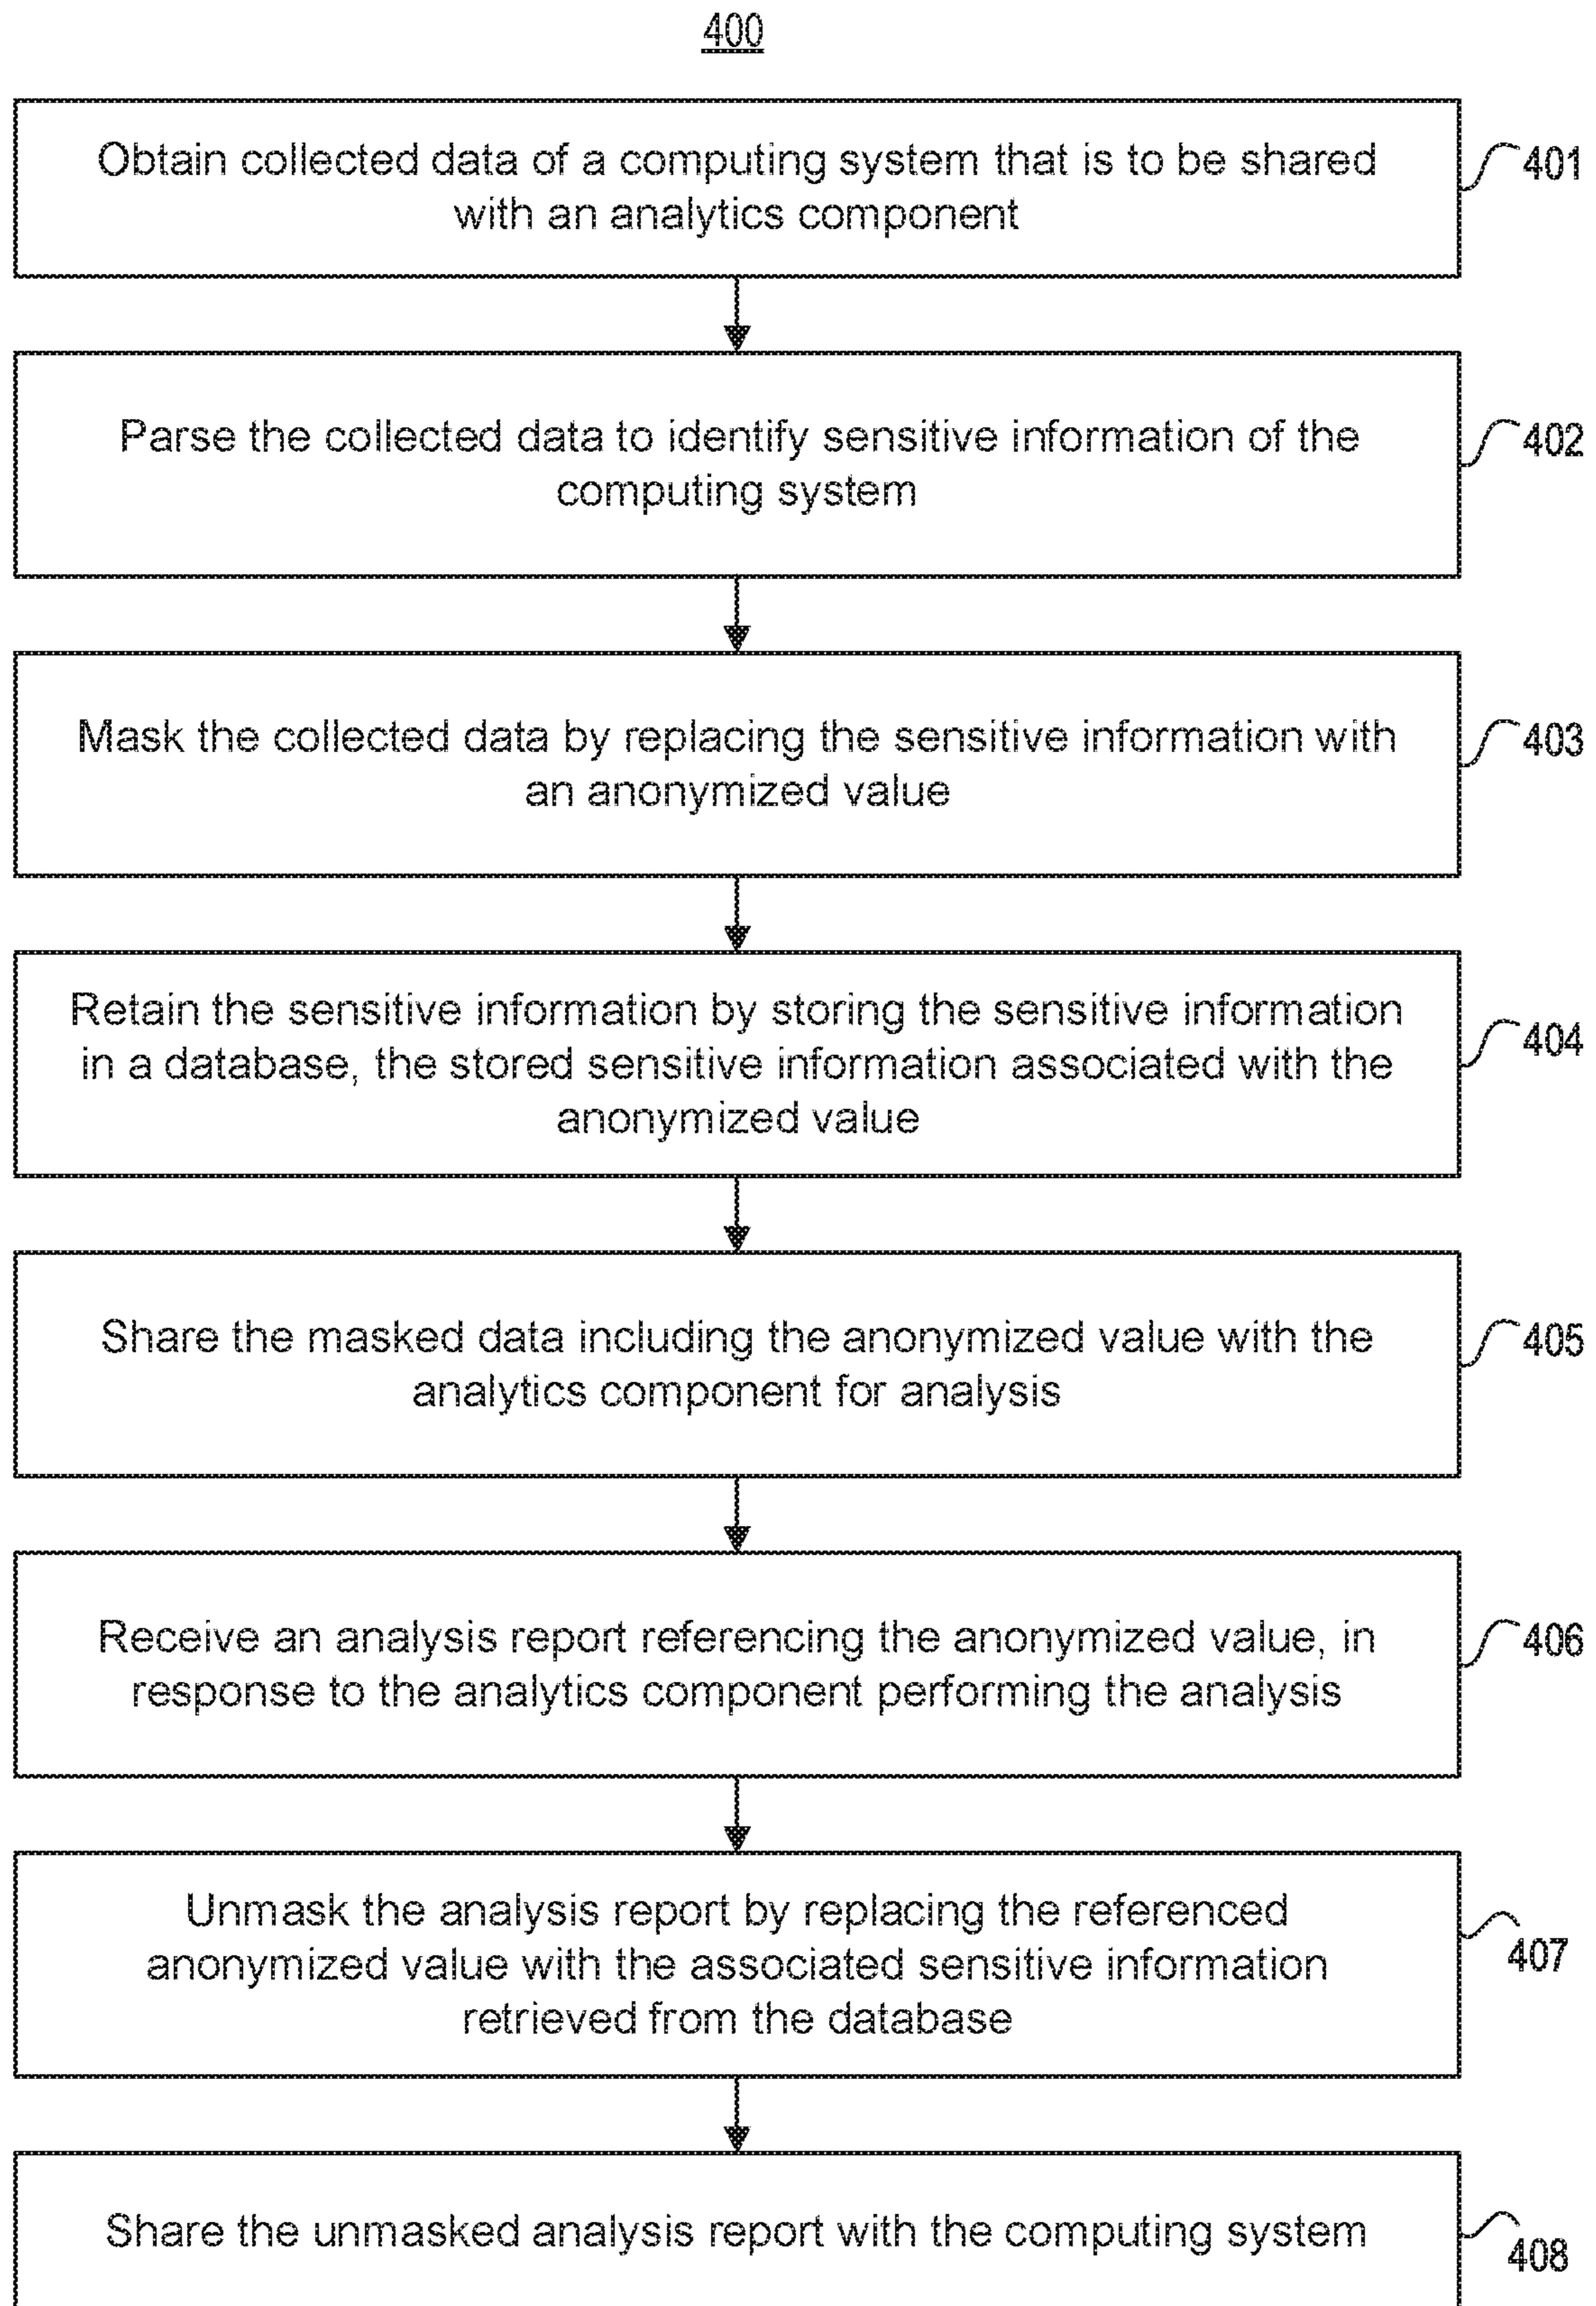 400
Obtain collected data of a computing system that is to be shared
with an analytics component
401
Parse the collected data to identify sensitive information of the
computing system
402
Mask the collected data by replacing the sensitive information with
an anonymized value
403
Retain the sensitive information by storing the sensitive information
in a database, the stored sensitive information associated with the
anonymized value
404
Share the masked data including the anonymized value with the
analytics component for analysis
405
Receive an analysis report referencing the anonymized value, in
response to the analytics component performing the analysis
406
Unmask the analysis report by replacing the referenced
anonymized value with the associated sensitive information
retrieved from the database
407
Share the unmasked analysis report with the computing system
408